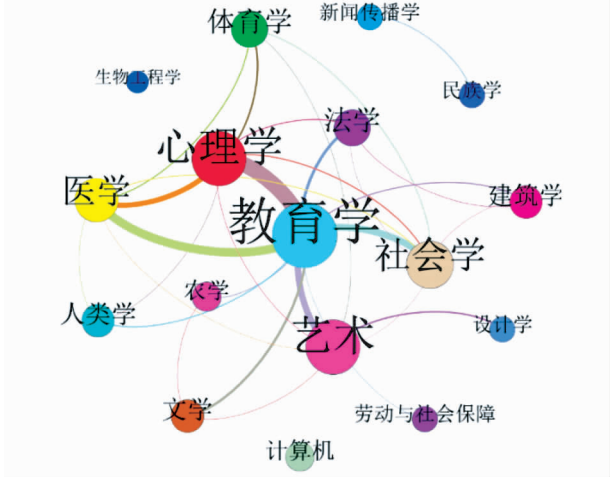 体育学
新闻传播学
生物工程学
民族学
法学
心理学
医学
建筑学
教育学
社会学
农学
人类学
艺术
设计学
文学
劳动与社会保障
计算机